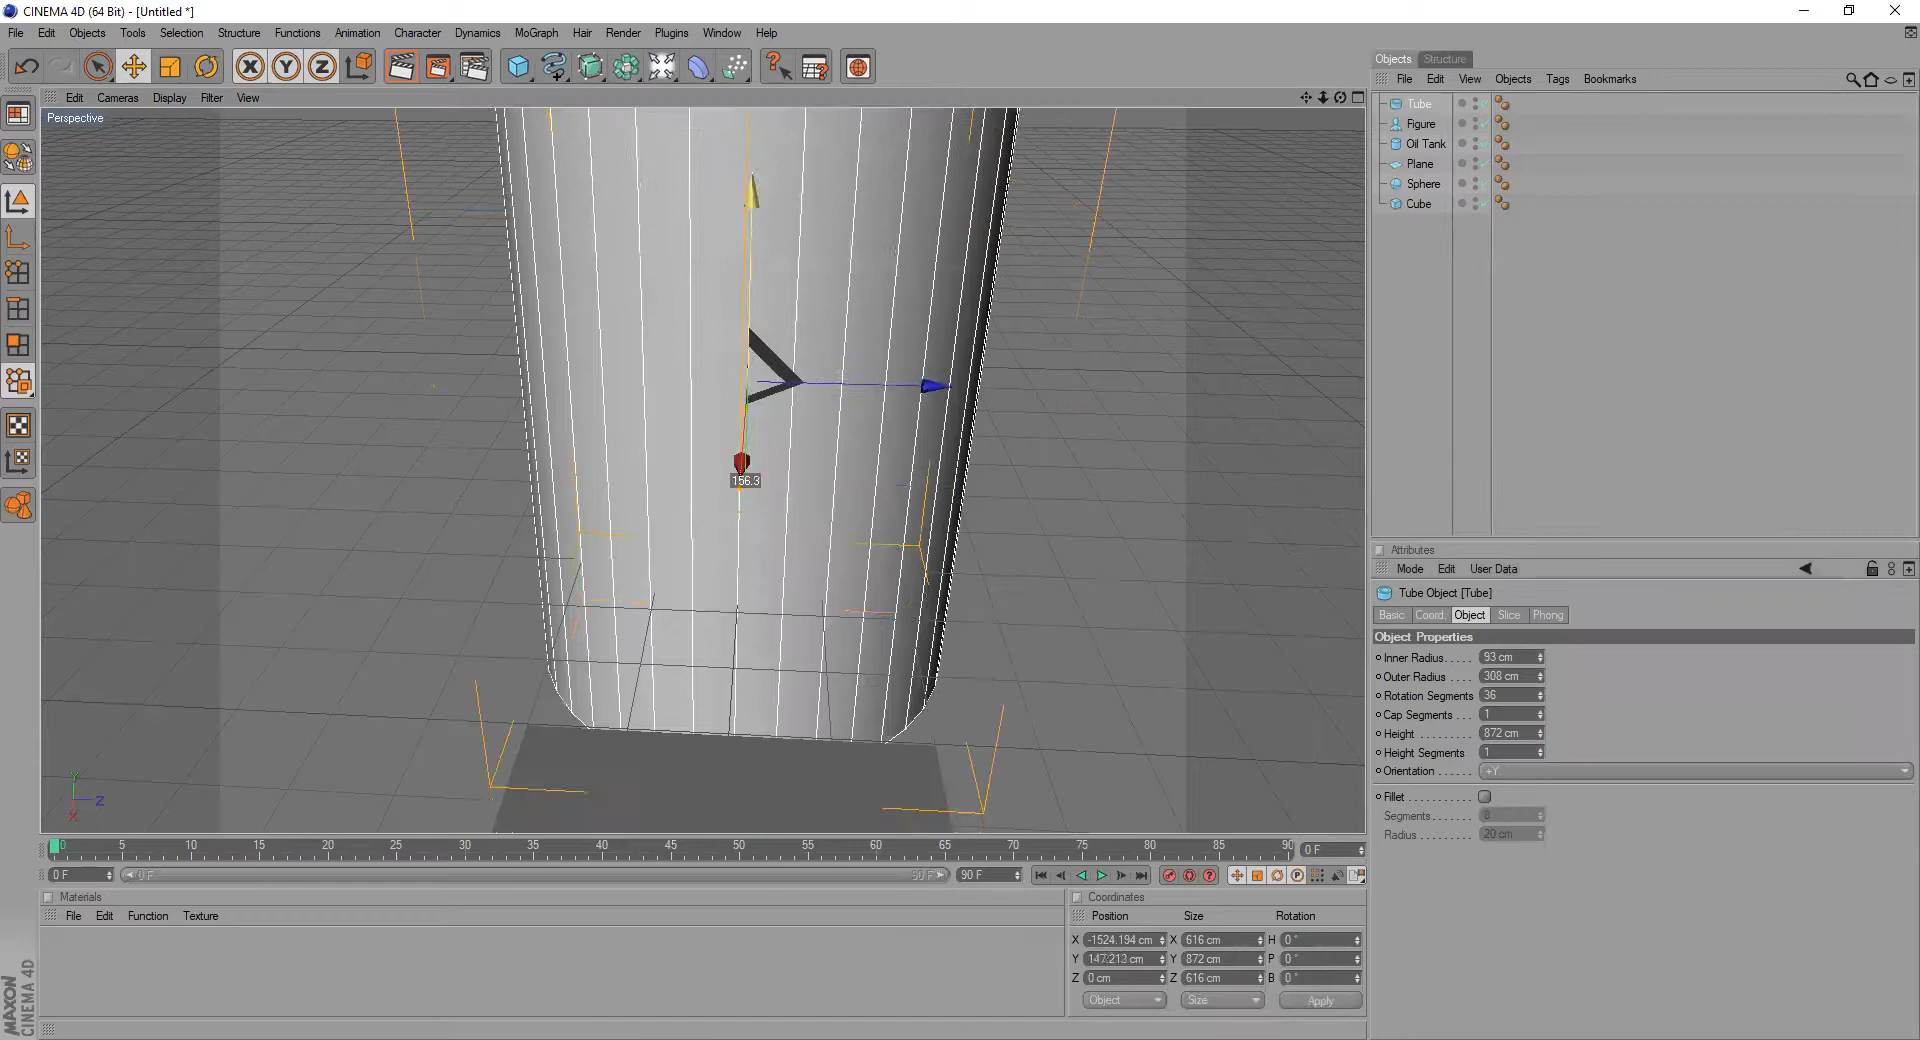 CINEMA 4D (64 Bit) - [Untitled *]
File Edit Objects Tools Selection Structure Functions Animation Character Dynamics MoGraph Hair Render Plugins Window Help
Edit Cameras Display Filter View
Perspective
156.3
Y
Z
X
0 5 10 15 20 25 30 35 40 45 50 55 60 65 70 75 80 85 90
0 F
0 F
0 F
90 F
90 F
Materials
File Edit Function Texture
MAXON
CINEMA 4D
Coordinates
Position Size Rotation
X -1524.194 cm X 616 cm H 0 °
Y 147.213 cm Y 872 cm P 0 °
Z 0 cm Z 616 cm B 0 °
Object Size Apply
Objects Structure
File Edit View Objects Tags Bookmarks
Tube
Figure
Oil Tank
Plane
Sphere
Cube
Attributes
Mode Edit User Data
Tube Object [Tube]
Basic Coord. Object Slice Phong
Object Properties
Inner Radius..... 93 cm
Outer Radius.... 308 cm
Rotation Segments 36
Cap Segments... 1
Height......... 872 cm
Height Segments 1
Orientation...... +Y
Fillet...........
Segments........ 8
Radius......... 20 cm